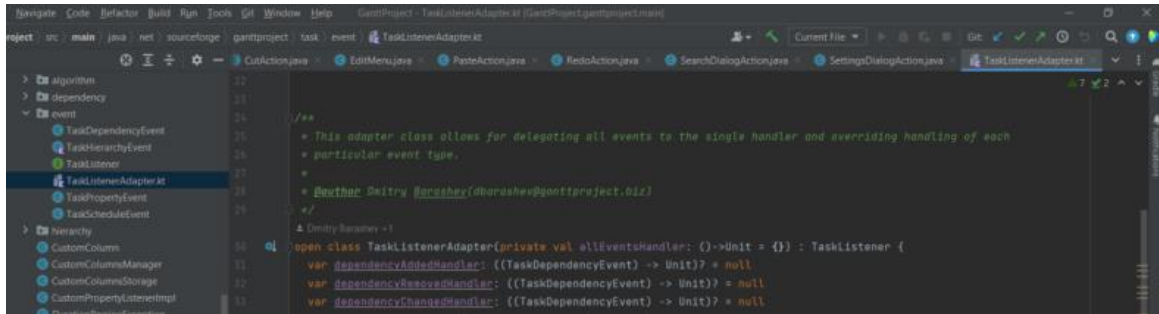 Navigate Code Refactor Build Run Tools Git Window Help GanttProject - TaskListenerAdapter.kt [GanttProject.ganttproject.main]
roject src main java net sourceforge ganttproject task event TaskListenerAdapter.kt Current File Git:
CutAction.java EditMenu.java PasteAction.java RedoAction.java SearchDialogAction.java SettingsDialogAction.java TaskListenerAdapter.kt
algorithm 22 7 2
dependency 23
event 24 /**
TaskDependencyEvent 25 * This adapter class allows for delegating all events to the single handler and overriding handling of each
TaskHierarchyEvent 26 * particular event type.
TaskListener 27 *
TaskListenerAdapter.kt 28 * @author Dmitry Barashev(dbarashev@ganttproject.biz)
TaskPropertyEvent 29 */
TaskScheduleEvent
hierarchy Dmitry Barashev +1
CustomColumn 30 open class TaskListenerAdapter(private val allEventsHandler: ()->Unit = {}) : TaskListener {
CustomColumnsManager 31 var dependencyAddedHandler: ((TaskDependencyEvent) -> Unit)? = null
CustomColumnsStorage 32 var dependencyRemovedHandler: ((TaskDependencyEvent) -> Unit)? = null
CustomPropertyListenerImpl 33 var dependencyChangedHandler: ((TaskDependencyEvent) -> Unit)? = null
Gradle
Notifications